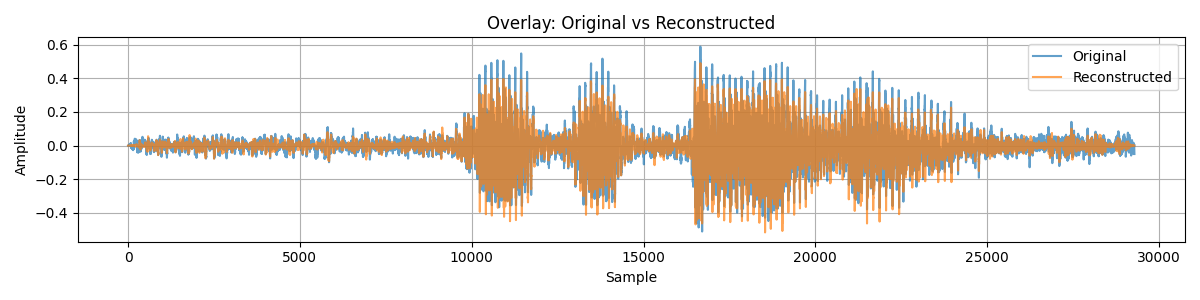 Overlay: Original vs Reconstructed
0.6
0.4
0.2
0.0
−0.2
−0.4
Amplitude
Original
Reconstructed
0 5000 10000 15000 20000 25000 30000
Sample